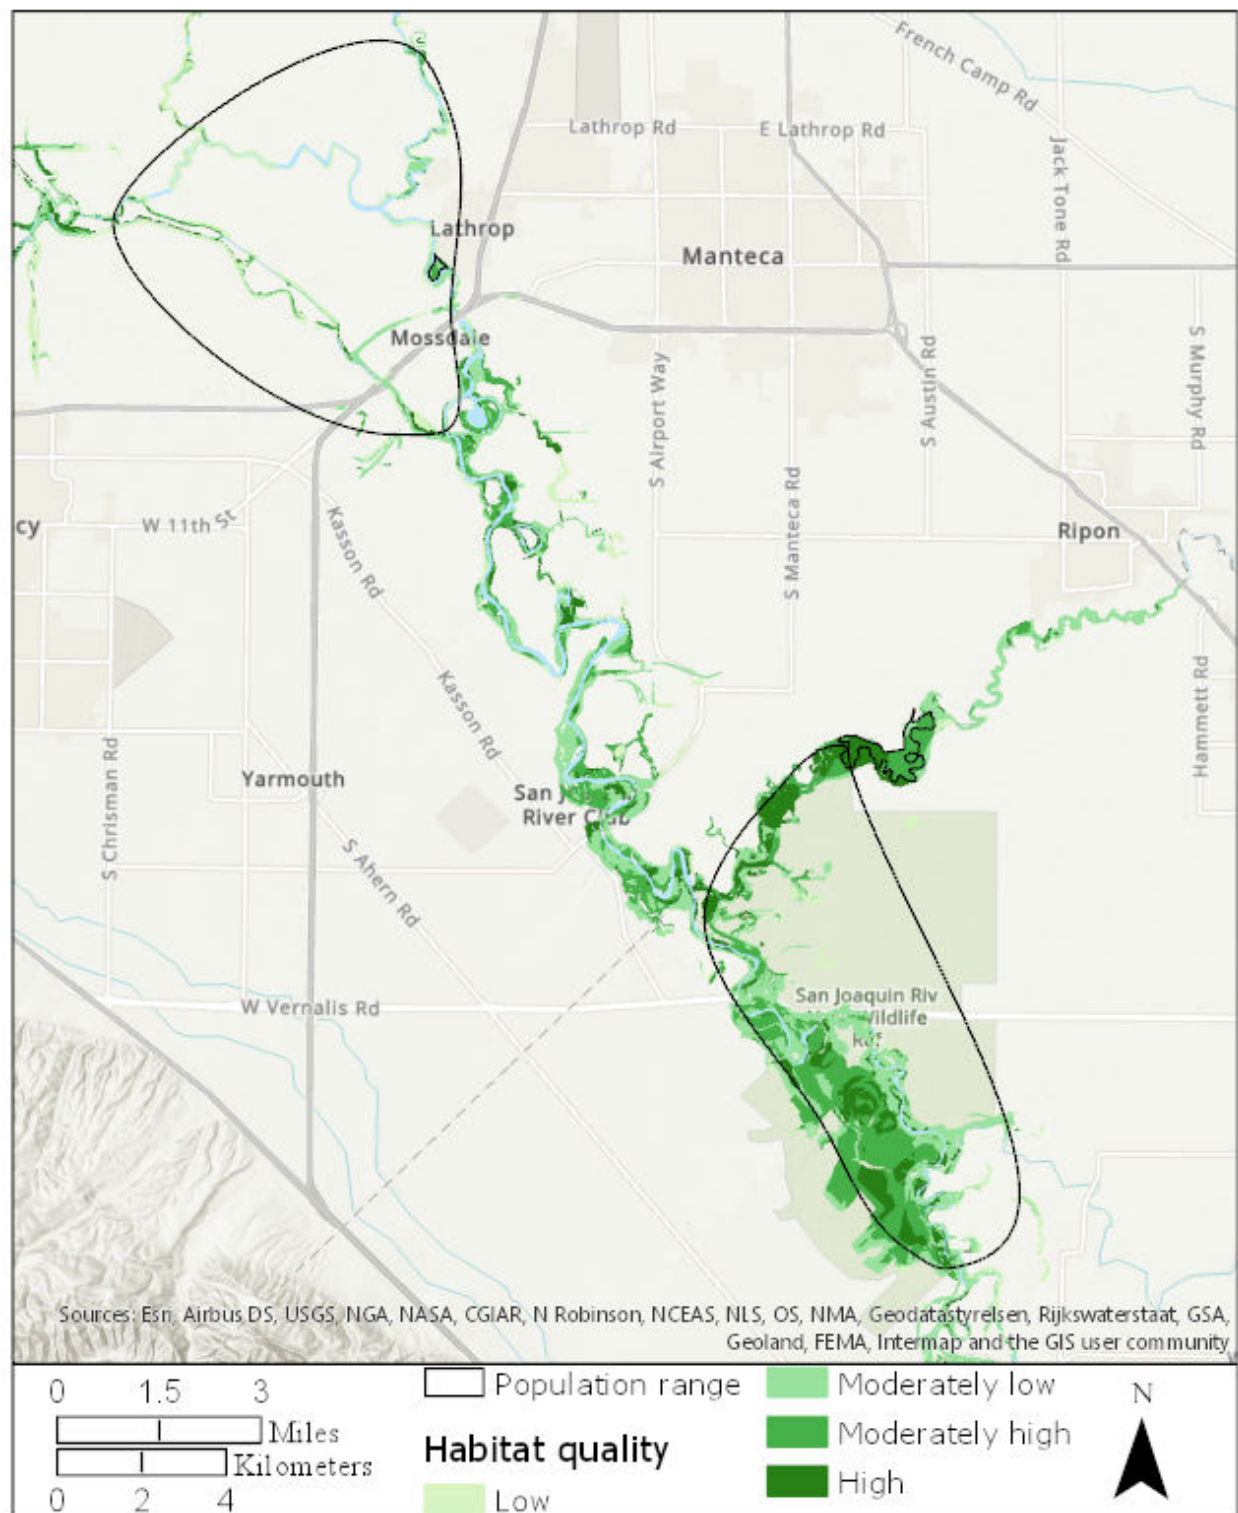 French Camp Rd
Lathrop Rd
E Lathrop Rd
Jack Tone Rd
Lathrop
Manteca
Mossdale
S Airport Way
S Austin Rd
S Murphy Rd
cy
W 11th St
Kasson Rd
S Manteca Rd
Ripon
Kasson Rd
Hammett Rd
S Chrisman Rd
Yarmouth
San J
River Club
S Ahern Rd
San Joaquin Riv
Wildlife
Ref
W Vernalis Rd
Sources: Esri, Airbus DS, USGS, NGA, NASA, CGIAR, N Robinson, NCEAS, NLS, OS, NMA, Geodatastyrelsen, Rijkswaterstaat, GSA,
Geoland, FEMA, Intermap and the GIS user community
0 1.5 3
Miles
Kilometers
0 2 4
Population range
Habitat quality
Low
Moderately low
Moderately high
High
N